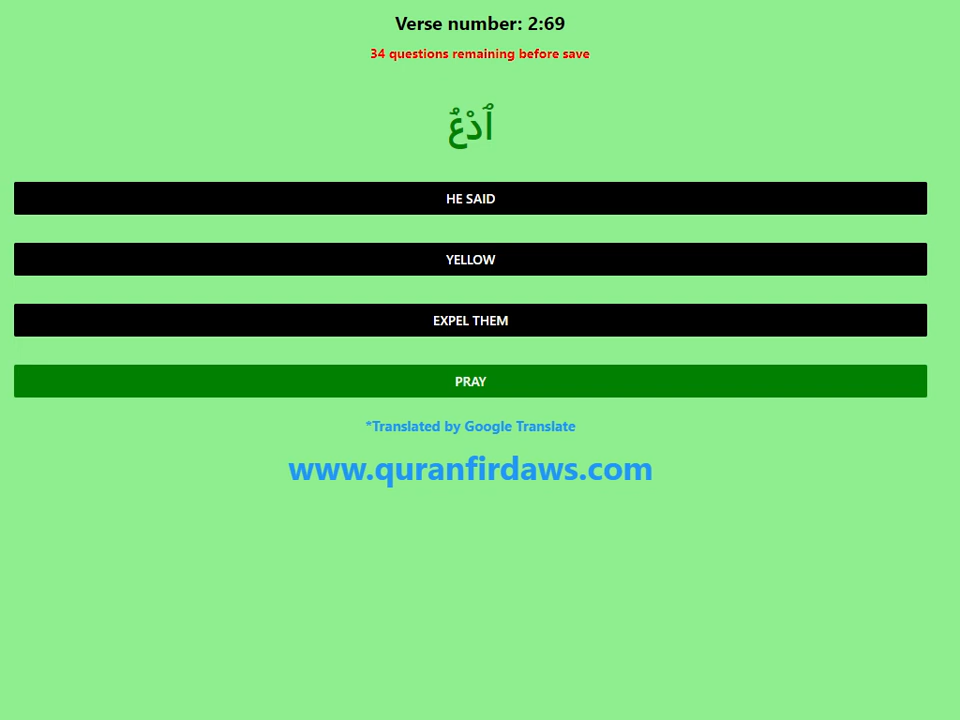 Verse number: 2:69
34 questions remaining before save
ٱدْعُ
HE SAID
YELLOW
EXPEL THEM
PRAY
*Translated by Google Translate
www.quranfirdaws.com